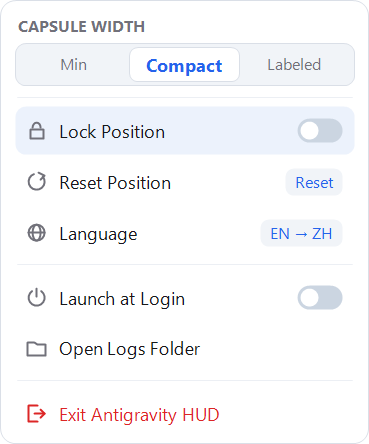 CAPSULE WIDTH
Min Compact Labeled
Lock Position
Reset Position Reset
Language EN → ZH
Launch at Login
Open Logs Folder
Exit Antigravity HUD